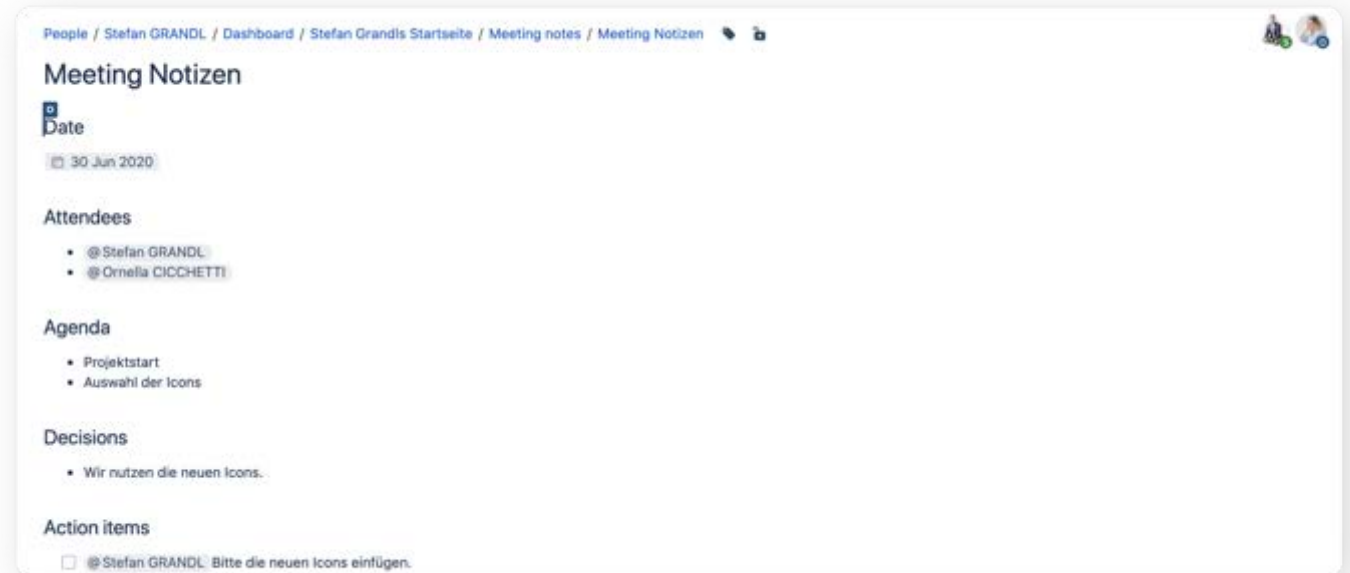 People / Stefan GRANDL / Dashboard / Stefan Grandls Startseite / Meeting notes / Meeting Notizen
Meeting Notizen
O
Date
30 Jun 2020
Attendees
• @Stefan GRANDL
• @Ornella CICCHETTI
Agenda
• Projektstart
• Auswahl der Icons
Decisions
• Wir nutzen die neuen Icons.
Action items
@Stefan GRANDL Bitte die neuen Icons einfügen.